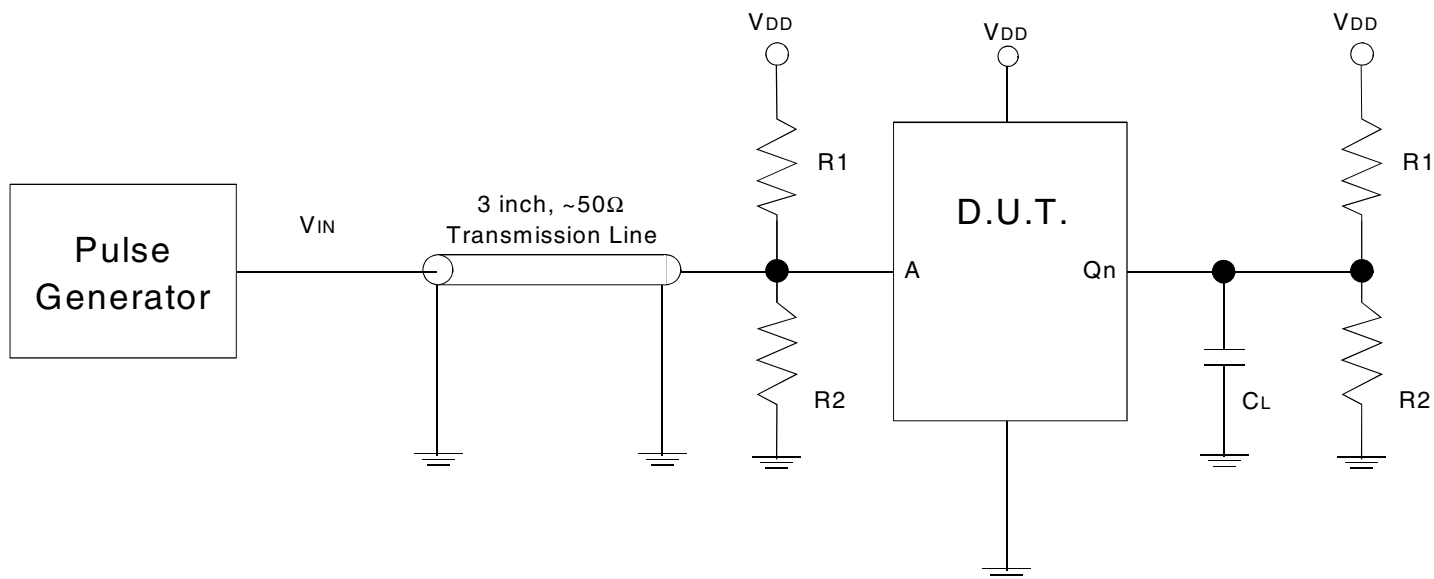 VDD
VDD
VDD
R1
R1
3 inch, ~50Ω
Transmission Line
D.U.T.
VIN
Pulse
Generator
A
Qn
R2
CL
R2